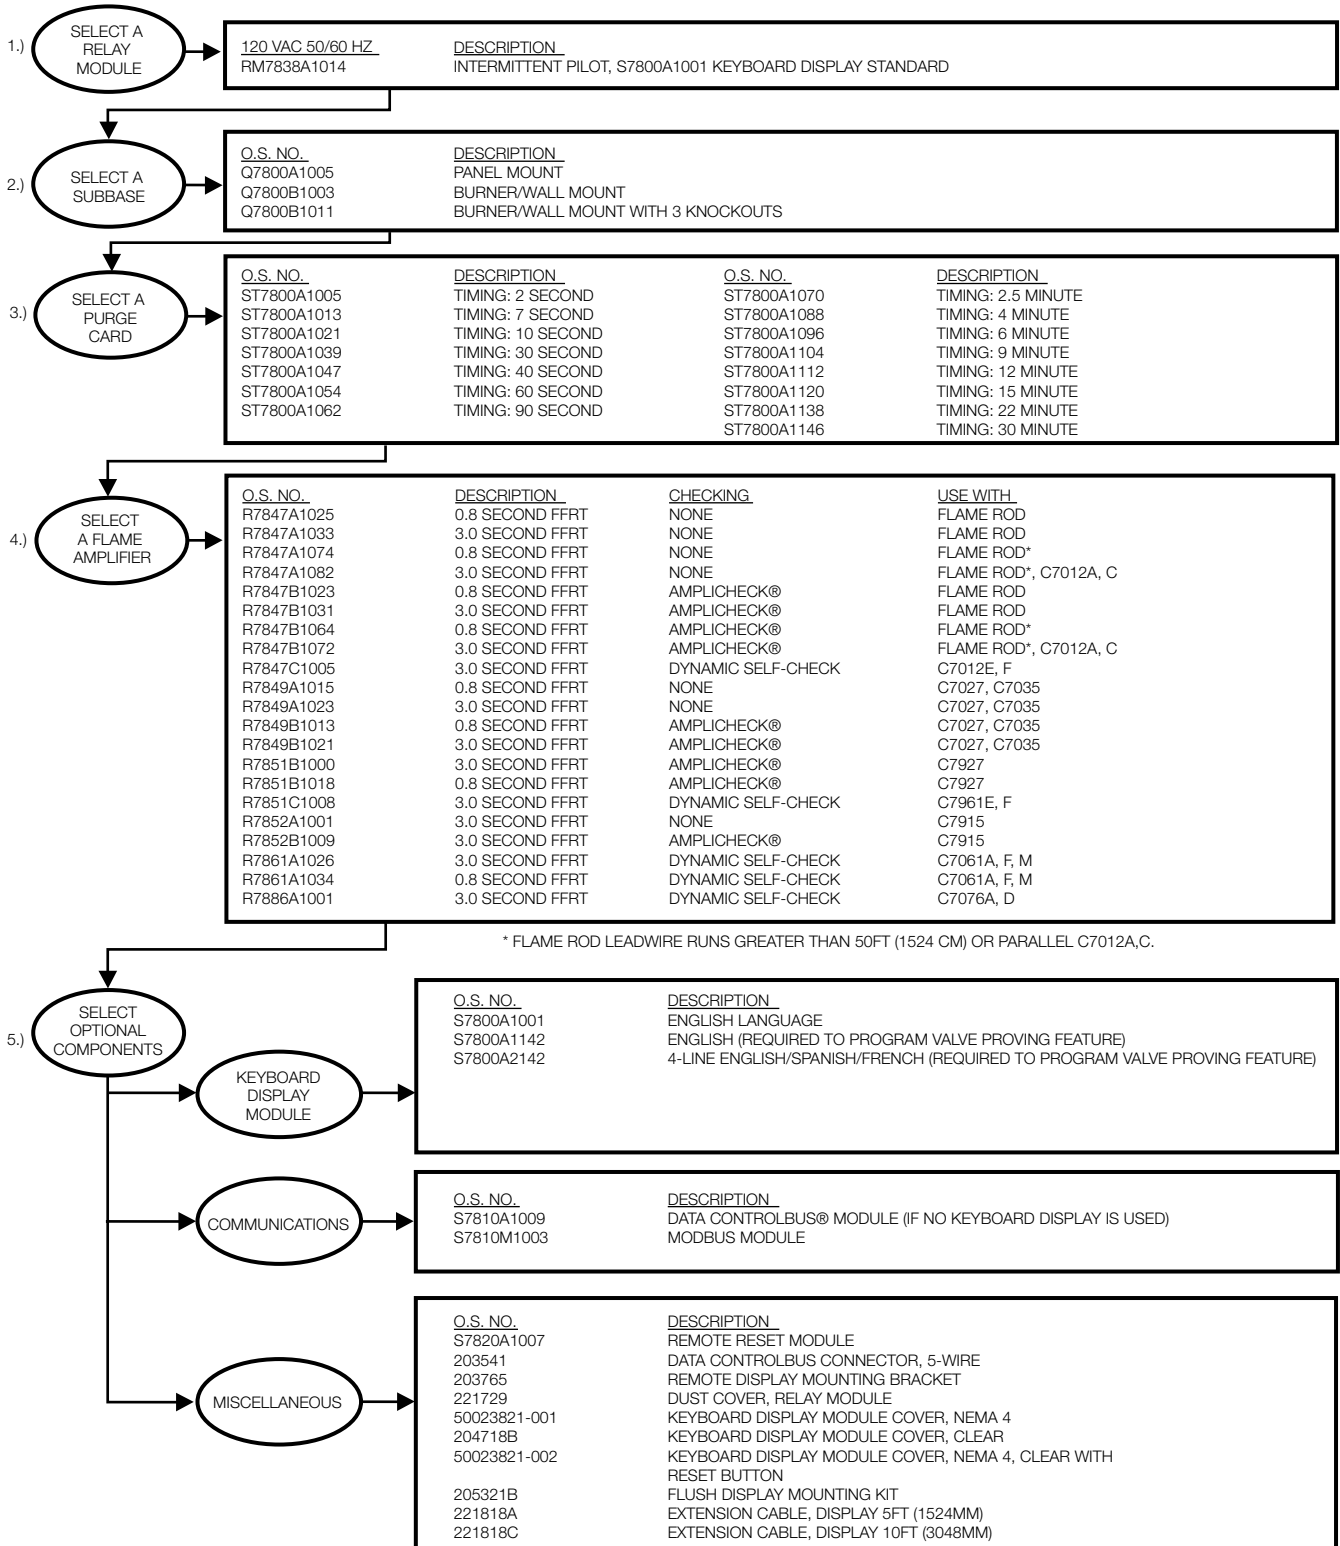 1.)
SELECT A
RELAY
MODULE
120 VAC 50/60 HZ DESCRIPTION
RM7838A1014 INTERMITTENT PILOT, S7800A1001 KEYBOARD DISPLAY STANDARD
2.)
SELECT A
SUBBASE
O.S. NO. DESCRIPTION
Q7800A1005 PANEL MOUNT
Q7800B1003 BURNER/WALL MOUNT
Q7800B1011 BURNER/WALL MOUNT WITH 3 KNOCKOUTS
3.)
SELECT A
PURGE
CARD
O.S. NO. DESCRIPTION O.S. NO. DESCRIPTION
ST7800A1005 TIMING: 2 SECOND ST7800A1070 TIMING: 2.5 MINUTE
ST7800A1013 TIMING: 7 SECOND ST7800A1088 TIMING: 4 MINUTE
ST7800A1021 TIMING: 10 SECOND ST7800A1096 TIMING: 6 MINUTE
ST7800A1039 TIMING: 30 SECOND ST7800A1104 TIMING: 9 MINUTE
ST7800A1047 TIMING: 40 SECOND ST7800A1112 TIMING: 12 MINUTE
ST7800A1054 TIMING: 60 SECOND ST7800A1120 TIMING: 15 MINUTE
ST7800A1062 TIMING: 90 SECOND ST7800A1138 TIMING: 22 MINUTE
ST7800A1146 TIMING: 30 MINUTE
4.)
SELECT
A FLAME
AMPLIFIER
O.S. NO. DESCRIPTION CHECKING USE WITH
R7847A1025 0.8 SECOND FFRT NONE FLAME ROD
R7847A1033 3.0 SECOND FFRT NONE FLAME ROD
R7847A1074 0.8 SECOND FFRT NONE FLAME ROD*
R7847A1082 3.0 SECOND FFRT NONE FLAME ROD*, C7012A, C
R7847B1023 0.8 SECOND FFRT AMPLICHECK® FLAME ROD
R7847B1031 3.0 SECOND FFRT AMPLICHECK® FLAME ROD
R7847B1064 0.8 SECOND FFRT AMPLICHECK® FLAME ROD*
R7847B1072 3.0 SECOND FFRT AMPLICHECK® FLAME ROD*, C7012A, C
R7847C1005 3.0 SECOND FFRT DYNAMIC SELF-CHECK C7012E, F
R7849A1015 0.8 SECOND FFRT NONE C7027, C7035
R7849A1023 3.0 SECOND FFRT NONE C7027, C7035
R7849B1013 0.8 SECOND FFRT AMPLICHECK® C7027, C7035
R7849B1021 3.0 SECOND FFRT AMPLICHECK® C7027, C7035
R7851B1000 3.0 SECOND FFRT AMPLICHECK® C7927
R7851B1018 0.8 SECOND FFRT AMPLICHECK® C7927
R7851C1008 3.0 SECOND FFRT DYNAMIC SELF-CHECK C7961E, F
R7852A1001 3.0 SECOND FFRT NONE C7915
R7852B1009 3.0 SECOND FFRT AMPLICHECK® C7915
R7861A1026 3.0 SECOND FFRT DYNAMIC SELF-CHECK C7061A, F, M
R7861A1034 0.8 SECOND FFRT DYNAMIC SELF-CHECK C7061A, F, M
R7886A1001 3.0 SECOND FFRT DYNAMIC SELF-CHECK C7076A, D
* FLAME ROD LEADWIRE RUNS GREATER THAN 50FT (1524 CM) OR PARALLEL C7012A,C.
5.)
SELECT
OPTIONAL
COMPONENTS
KEYBOARD
DISPLAY
MODULE
O.S. NO. DESCRIPTION
S7800A1001 ENGLISH LANGUAGE
S7800A1142 ENGLISH (REQUIRED TO PROGRAM VALVE PROVING FEATURE)
S7800A2142 4-LINE ENGLISH/SPANISH/FRENCH (REQUIRED TO PROGRAM VALVE PROVING FEATURE)
COMMUNICATIONS
O.S. NO. DESCRIPTION
S7810A1009 DATA CONTROLBUS® MODULE (IF NO KEYBOARD DISPLAY IS USED)
S7810M1003 MODBUS MODULE
MISCELLANEOUS
O.S. NO. DESCRIPTION
S7820A1007 REMOTE RESET MODULE
203541 DATA CONTROLBUS CONNECTOR, 5-WIRE
203765 REMOTE DISPLAY MOUNTING BRACKET
221729 DUST COVER, RELAY MODULE
50023821-001 KEYBOARD DISPLAY MODULE COVER, NEMA 4
204718B KEYBOARD DISPLAY MODULE COVER, CLEAR
50023821-002 KEYBOARD DISPLAY MODULE COVER, NEMA 4, CLEAR WITH
RESET BUTTON
205321B FLUSH DISPLAY MOUNTING KIT
221818A EXTENSION CABLE, DISPLAY 5FT (1524MM)
221818C EXTENSION CABLE, DISPLAY 10FT (3048MM)